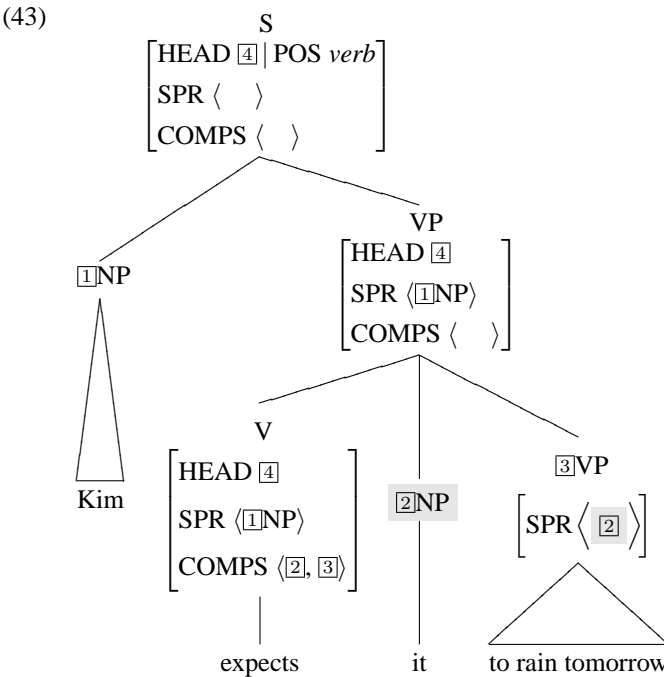 (43)
S
HEAD 4 | POS verb
SPR ⟨ ⟩
COMPS ⟨ ⟩
1NP
VP
HEAD 4
SPR ⟨1NP⟩
COMPS ⟨ ⟩
Kim
V
HEAD 4
SPR ⟨1NP⟩
COMPS ⟨2, 3⟩
2NP
3VP
SPR ⟨2⟩
expects it to rain tomorrow